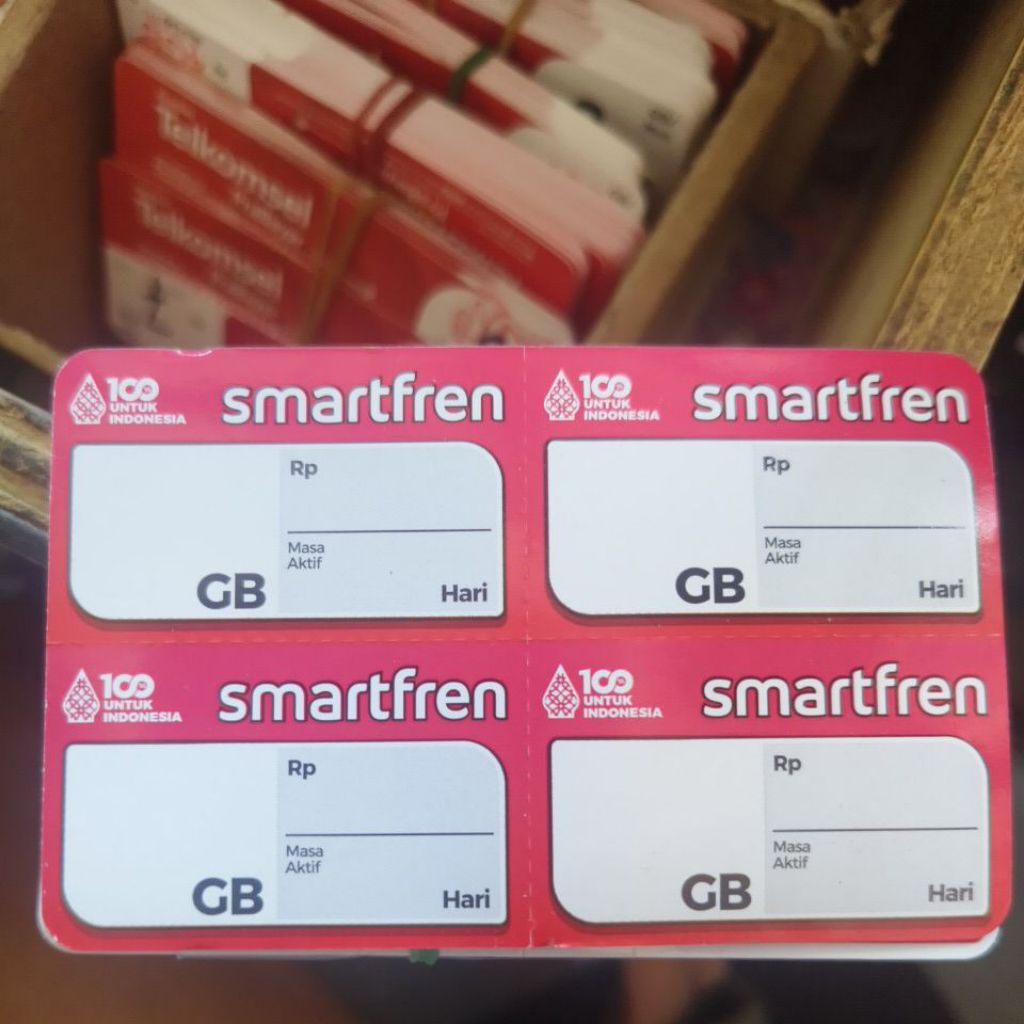 Telkomsel
Telkomsel
100%
UNTUK
INDONESIA
smartfren
Rp
Masa
Aktif
GB
Hari
100%
UNTUK
INDONESIA
smartfren
Rp
Masa
Aktif
GB
Hari
100%
UNTUK
INDONESIA
smartfren
Rp
Masa
Aktif
GB
Hari
100%
UNTUK
INDONESIA
smartfren
Rp
Masa
Aktif
GB
Hari